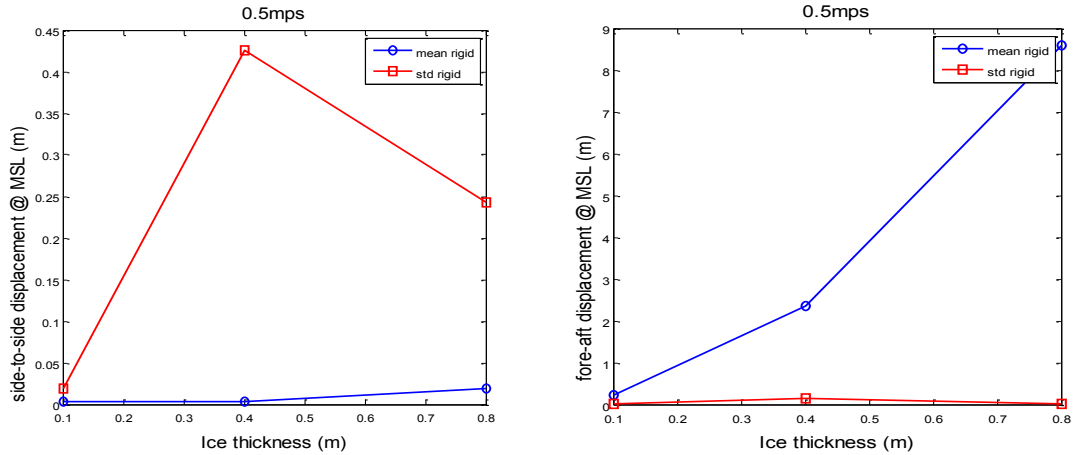 0.5mps
0.45
0.4
0.35
0.3
0.25
0.2
0.15
0.1
0.05
0
0.1 0.2 0.3 0.4 0.5 0.6 0.7 0.8
Ice thickness (m)
side-to-side displacement @ MSL (m)
mean rigid
std rigid
0.5mps
9
8
7
6
5
4
3
2
1
0
0.1 0.2 0.3 0.4 0.5 0.6 0.7 0.8
Ice thickness (m)
fore-aft displacement @ MSL (m)
mean rigid
std rigid